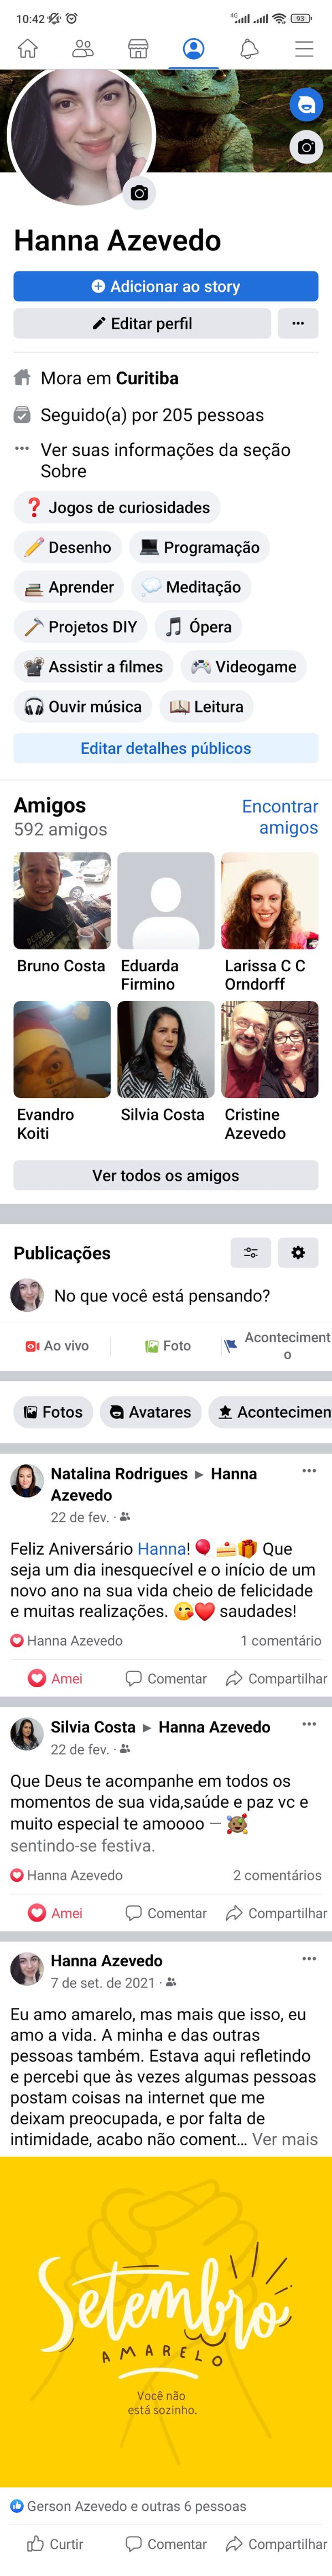 10:42
4G
93
Hanna Azevedo
Adicionar ao story
Editar perfil
Mora em Curitiba
Seguido(a) por 205 pessoas
Ver suas informações da seção
Sobre
Jogos de curiosidades
Desenho
Programação
Aprender
Meditação
Projetos DIY
Ópera
Assistir a filmes
Videogame
Ouvir música
Leitura
Editar detalhes públicos
Amigos
Encontrar
amigos
592 amigos
Bruno Costa
Eduarda
Firmino
Larissa C C
Orndorff
Evandro
Koiti
Silvia Costa
Cristine
Azevedo
Ver todos os amigos
Publicações
No que você está pensando?
Ao vivo
Foto
Aconteciment
o
Fotos
Avatares
Acontecimen
Natalina Rodrigues ▸ Hanna
Azevedo
22 de fev. ·
Feliz Aniversário Hanna! 🎈🍰🎁 Que
seja um dia inesquecível e o início de um
novo ano na sua vida cheio de felicidade
e muitas realizações. 😘❤️ saudades!
Hanna Azevedo
1 comentário
Amei
Comentar
Compartilhar
Silvia Costa ▸ Hanna Azevedo
22 de fev. ·
Que Deus te acompanhe em todos os
momentos de sua vida,saúde e paz vc e
muito especial te amoooo —
sentindo-se festiva.
Hanna Azevedo
2 comentários
Amei
Comentar
Compartilhar
Hanna Azevedo
7 de set. de 2021 ·
Eu amo amarelo, mas mais que isso, eu
amo a vida. A minha e das outras
pessoas também. Estava aqui refletindo
e percebi que às vezes algumas pessoas
postam coisas na internet que me
deixam preocupada, e por falta de
intimidade, acabo não coment... Ver mais
Setembro
AMARELO
Você não
está sozinho.
Gerson Azevedo e outras 6 pessoas
Curtir
Comentar
Compartilhar